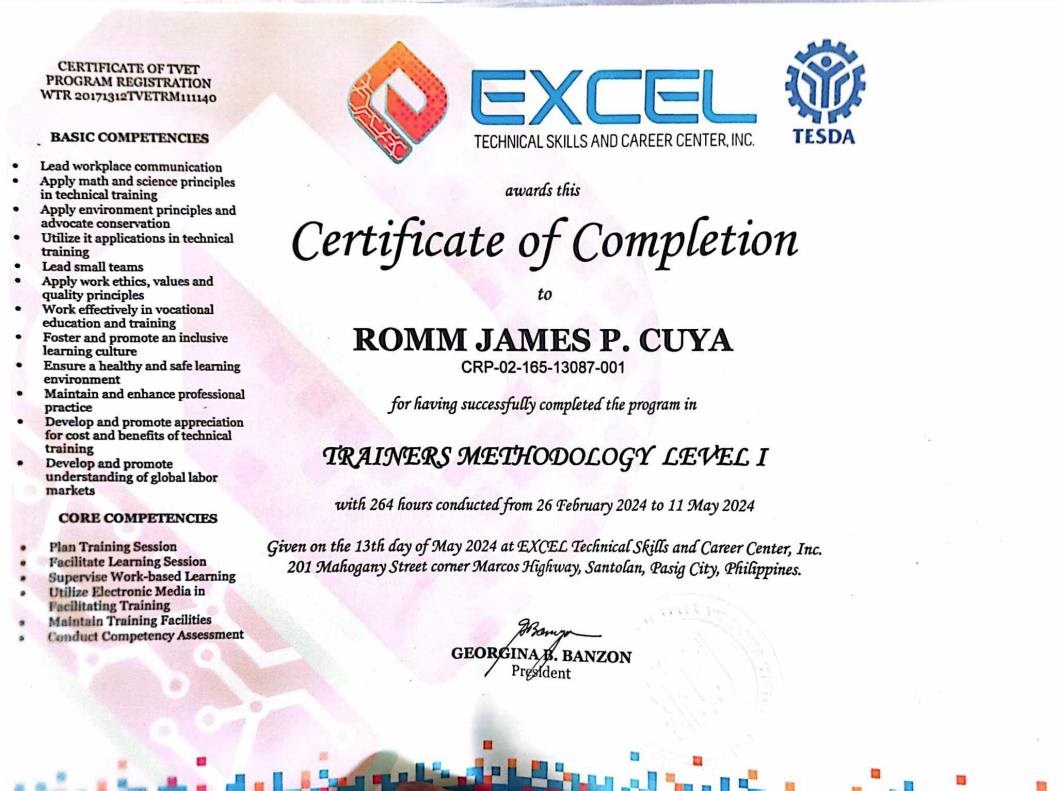 CERTIFICATE OF TVET
PROGRAM REGISTRATION
WTR 20171312TVETRM111140
BASIC COMPETENCIES
• Lead workplace communication
• Apply math and science principles
in technical training
• Apply environment principles and
advocate conservation
• Utilize it applications in technical
training
• Lead small teams
• Apply work ethics, values and
quality principles
• Work effectively in vocational
education and training
• Foster and promote an inclusive
learning culture
• Ensure a healthy and safe learning
environment
• Maintain and enhance professional
practice
• Develop and promote appreciation
for cost and benefits of technical
training
• Develop and promote
understanding of global labor
markets
CORE COMPETENCIES
• Plan Training Session
• Facilitate Learning Session
• Supervise Work-based Learning
• Utilize Electronic Media in
Facilitating Training
• Maintain Training Facilities
• Conduct Competency Assessment
EXCEL
TECHNICAL SKILLS AND CAREER CENTER, INC.
TESDA
awards this
Certificate of Completion
to
ROMM JAMES P. CUYA
CRP-02-165-13087-001
for having successfully completed the program in
TRAINERS METHODOLOGY LEVEL I
with 264 hours conducted from 26 February 2024 to 11 May 2024
Given on the 13th day of May 2024 at EXCEL Technical Skills and Career Center, Inc.
201 Mahogany Street corner Marcos Highway, Santolan, Pasig City, Philippines.
GEORGINA B. BANZON
President